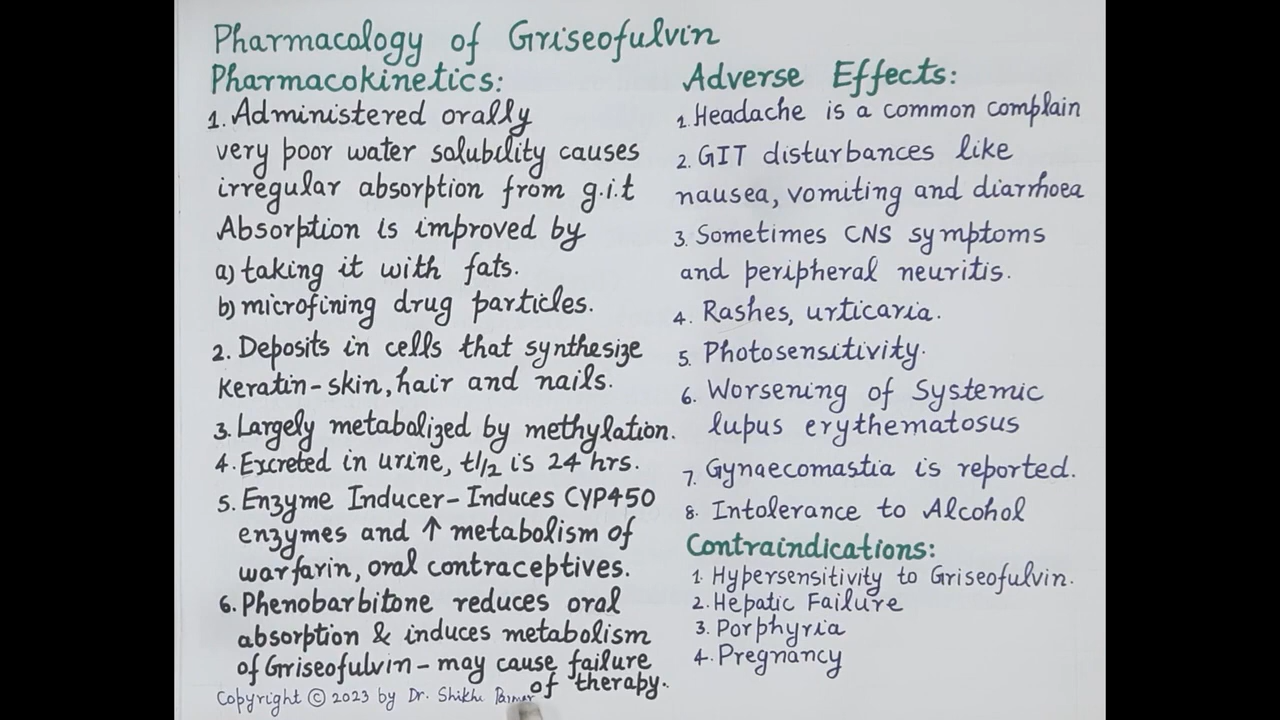 Pharmacology of Griseofulvin
Pharmacokinetics:
1. Administered orally
very poor water solubility causes
irregular absorption from g.i.t
Absorption is improved by
a) taking it with fats.
b) microfining drug particles.
2. Deposits in cells that synthesize
keratin-skin, hair and nails.
3. Largely metabolized by methylation.
4. Excreted in urine, t1/2 is 24 hrs.
5. Enzyme Inducer- Induces CYP450
enzymes and ↑ metabolism of
warfarin, oral contraceptives.
6. Phenobarbitone reduces oral
absorption & induces metabolism
of Griseofulvin - may cause failure
of therapy.
Copyright © 2023 by Dr. Shikha Parmar
Adverse Effects:
1. Headache is a common complain
2. GIT disturbances like
nausea, vomiting and diarrhoea
3. Sometimes CNS symptoms
and peripheral neuritis.
4. Rashes, urticaria.
5. Photosensitivity.
6. Worsening of Systemic
lupus erythematosus
7. Gynaecomastia is reported.
8. Intolerance to Alcohol
Contraindications:
1. Hypersensitivity to Griseofulvin.
2. Hepatic Failure
3. Porphyria
4. Pregnancy